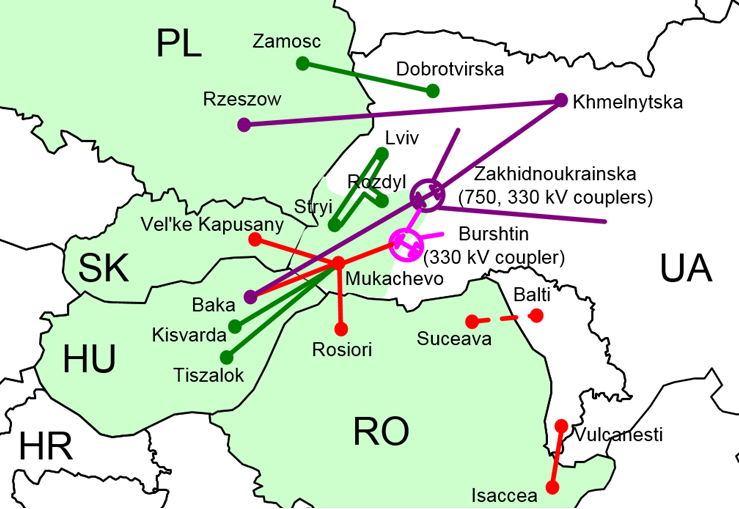 PL
Zamosc
Dobrotvirska
Rzeszow
Khmelnytska
Lviv
Zakhidnoukrainska
(750, 330 kV couplers)
Rozdyl
Stryi
Vel'ke Kapusany
Burshtin
(330 kV coupler)
SK
Mukachevo
UA
Baka
Balti
Kisvarda
Suceava
HU
Rosiori
Tiszalok
RO
HR
Vulcanesti
Isaccea